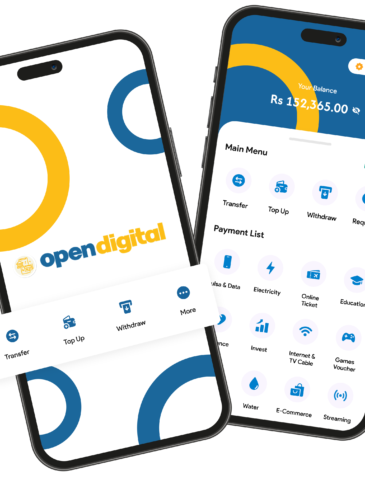 opendigital
Transfer
Top Up
Withdraw
More
Your Balance
Rs 152,365.00
Main Menu
Transfer
Top Up
Withdraw
Payment List
Electricity
Online
Ticket
Invest
Internet &
TV Cable
Games
Voucher
Water
E-Commerce
Streaming